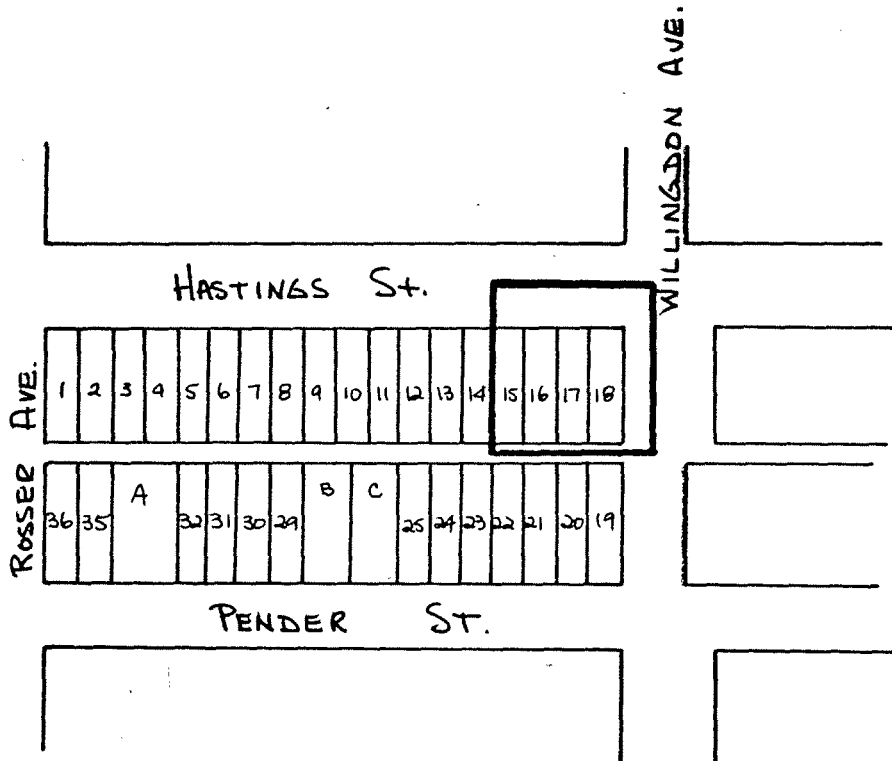 WILLINGDON AVE.
HASTINGS St.
ROSSER AVE.
1 2 3 4 5 6 7 8 9 10 11 12 13 14 15 16 17 18
A B C
36 35 32 31 30 29 25 24 23 22 21 20 19
PENDER ST.